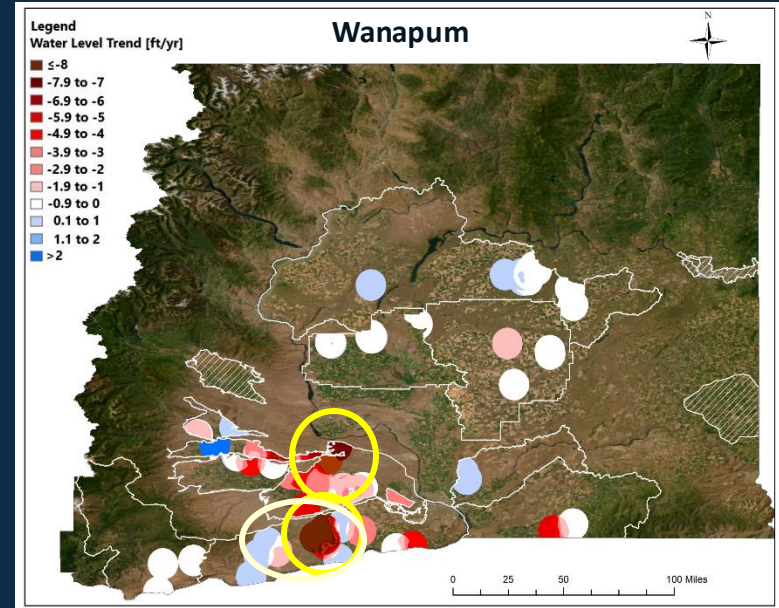 Wanapum
N
Legend
Water Level Trend [ft/yr]
≤-8
-7.9 to -7
-6.9 to -6
-5.9 to -5
-4.9 to -4
-3.9 to -3
-2.9 to -2
-1.9 to -1
-0.9 to 0
0.1 to 1
1.1 to 2
>2
0 25 50 100 Miles